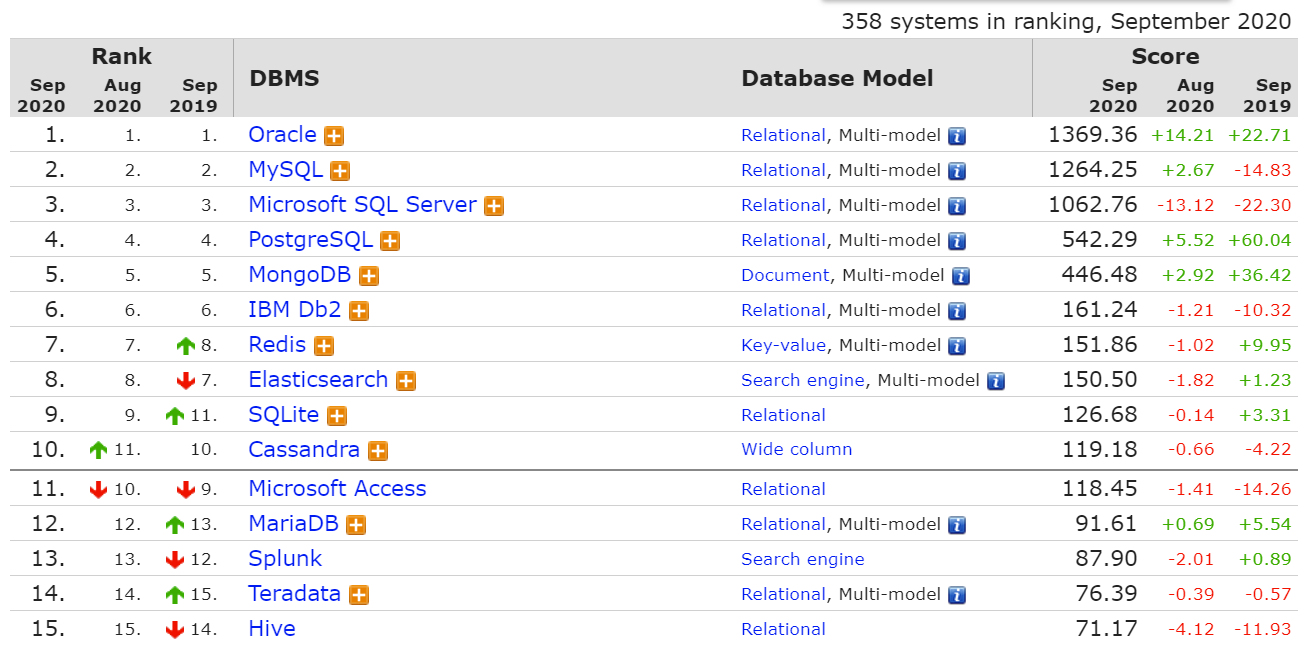 358 systems in ranking, September 2020
Rank DBMS Database Model Score
Sep 2020 Aug 2020 Sep 2019 Sep 2020 Aug 2020 Sep 2019
1. 1. 1. Oracle Relational, Multi-model 1369.36 +14.21 +22.71
2. 2. 2. MySQL Relational, Multi-model 1264.25 +2.67 -14.83
3. 3. 3. Microsoft SQL Server Relational, Multi-model 1062.76 -13.12 -22.30
4. 4. 4. PostgreSQL Relational, Multi-model 542.29 +5.52 +60.04
5. 5. 5. MongoDB Document, Multi-model 446.48 +2.92 +36.42
6. 6. 6. IBM Db2 Relational, Multi-model 161.24 -1.21 -10.32
7. 7. 8. Redis Key-value, Multi-model 151.86 -1.02 +9.95
8. 8. 7. Elasticsearch Search engine, Multi-model 150.50 -1.82 +1.23
9. 9. 11. SQLite Relational 126.68 -0.14 +3.31
10. 11. 10. Cassandra Wide column 119.18 -0.66 -4.22
11. 10. 9. Microsoft Access Relational 118.45 -1.41 -14.26
12. 12. 13. MariaDB Relational, Multi-model 91.61 +0.69 +5.54
13. 13. 12. Splunk Search engine 87.90 -2.01 +0.89
14. 14. 15. Teradata Relational, Multi-model 76.39 -0.39 -0.57
15. 15. 14. Hive Relational 71.17 -4.12 -11.93